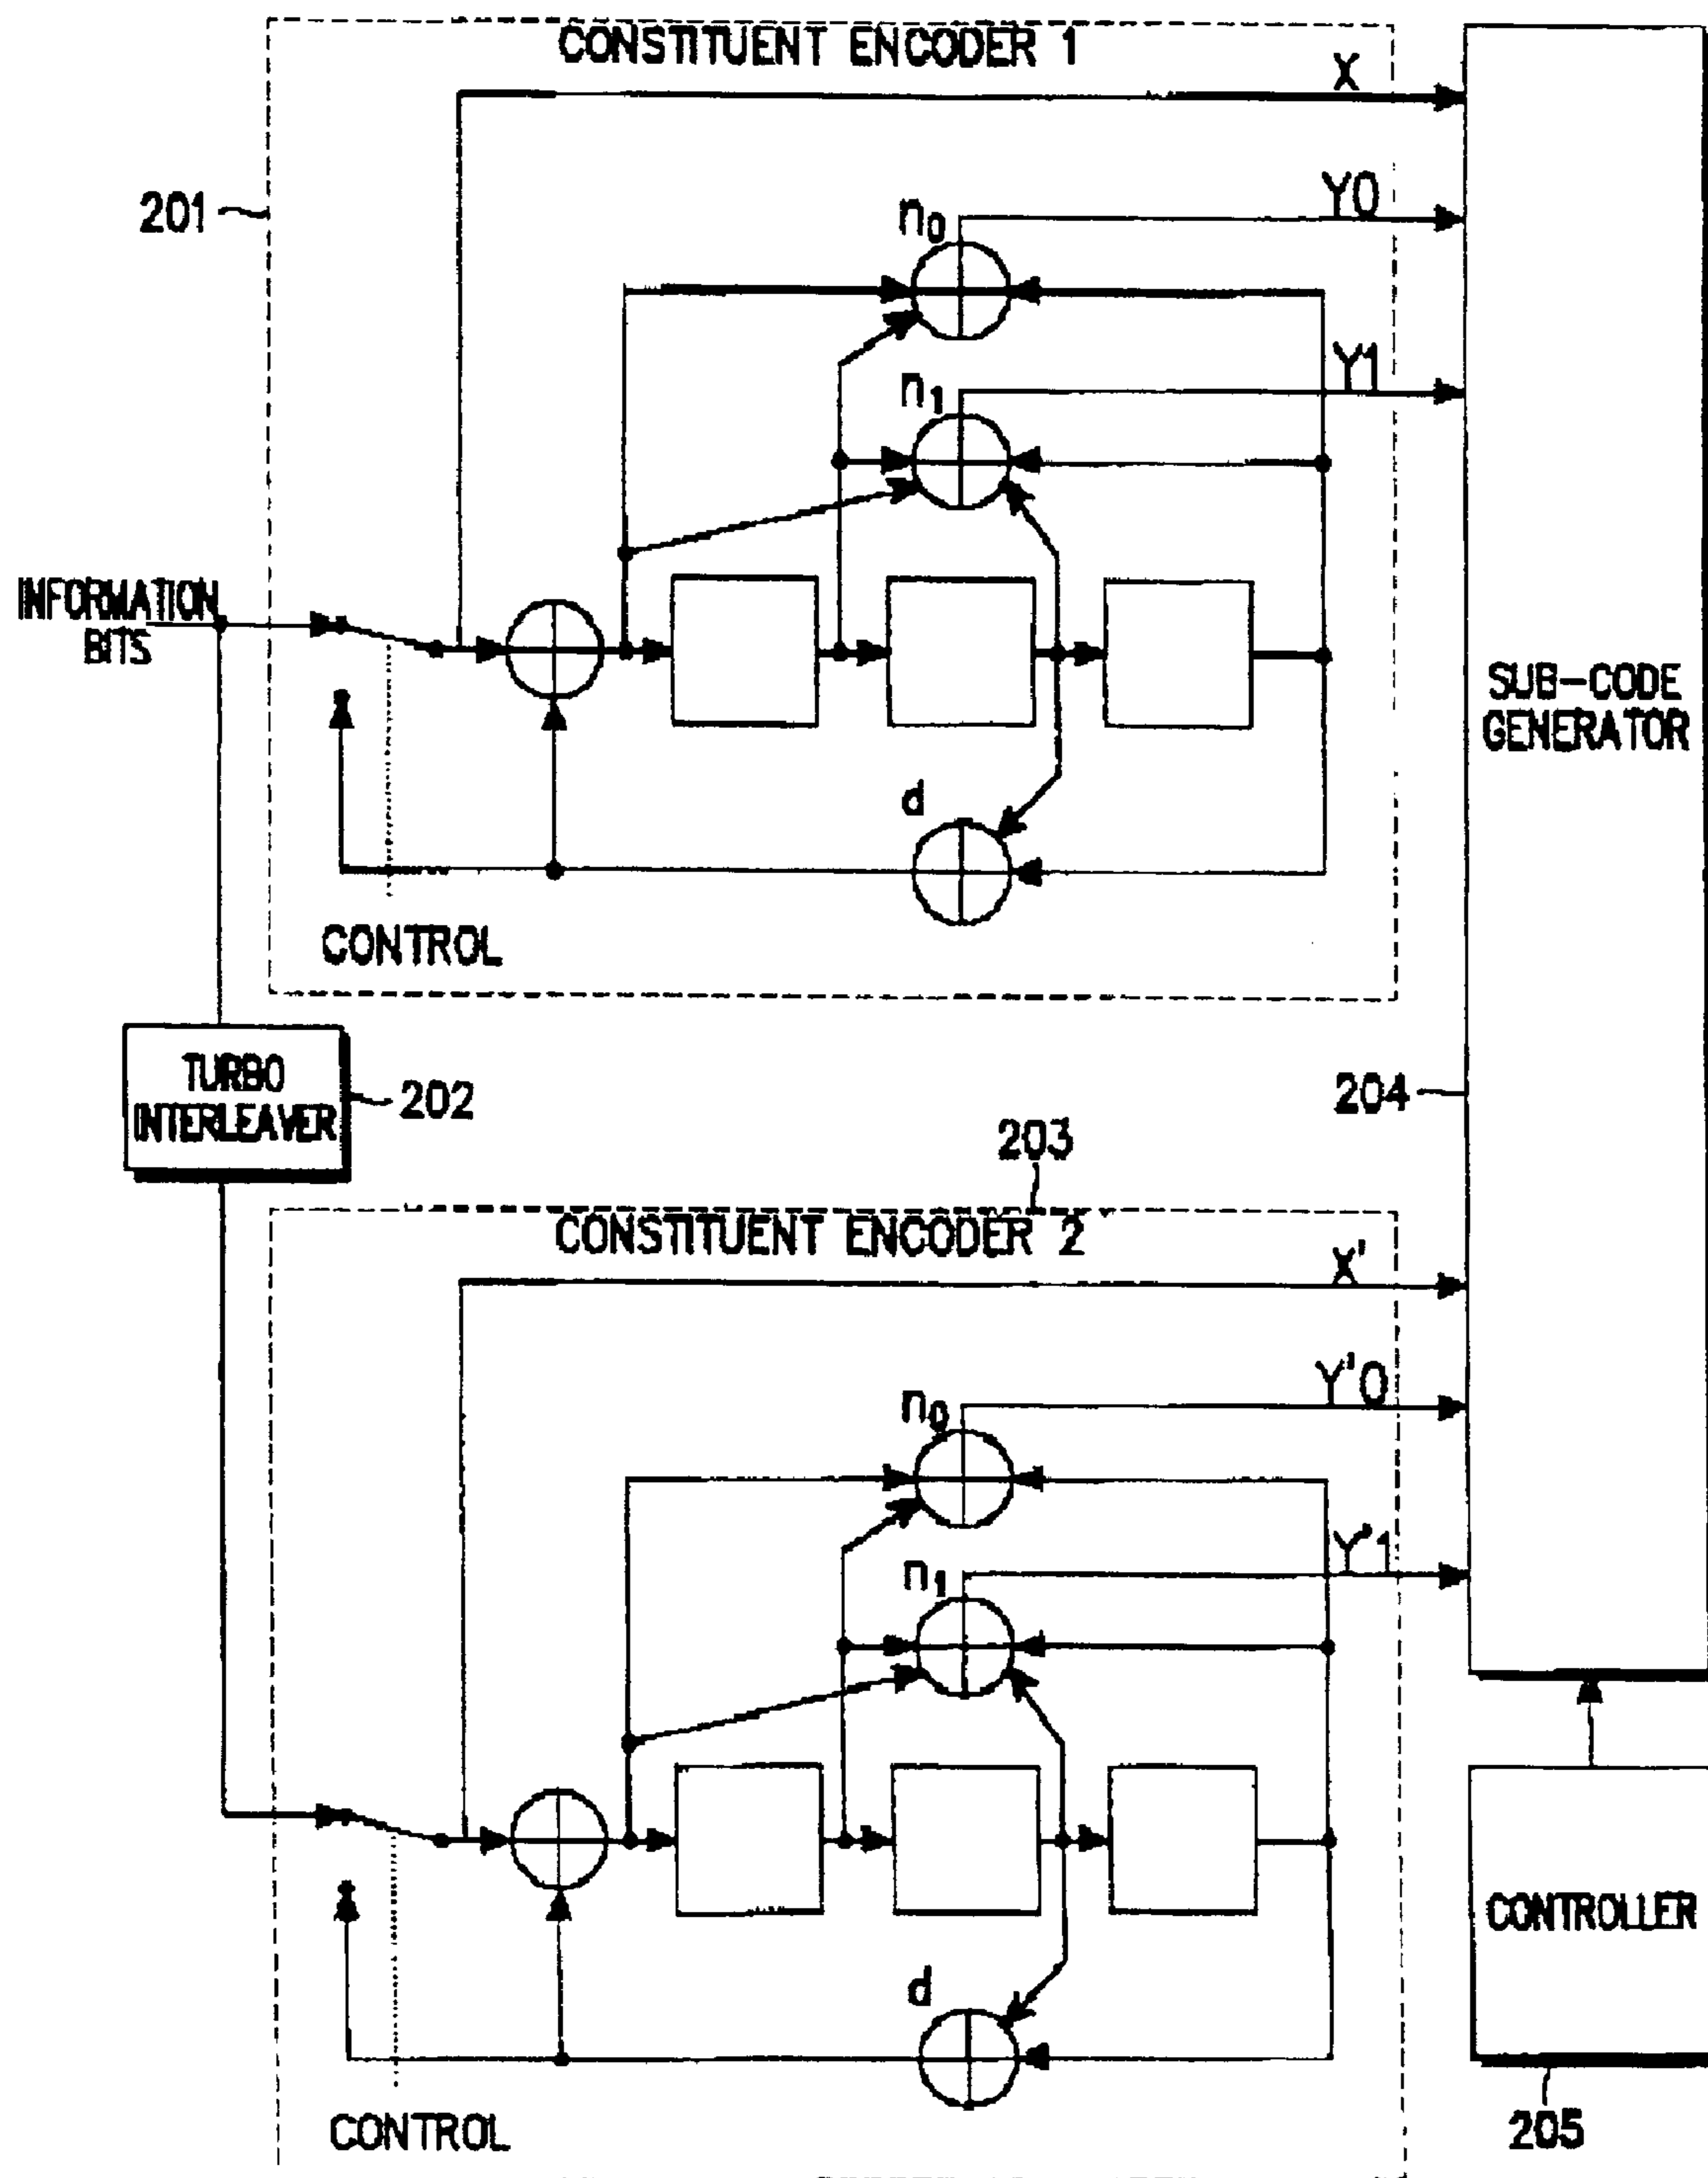 CONSTITUENT ENCODER 1
X
201
Y0
n0
Y1
n1
INFORMATION
BITS
SUB-CODE
GENERATOR
d
CONTROL
TURBO
INTERLEAVER
202
204
203
CONSTITUENT ENCODER 2
X'
Y'0
n0
Y'1
n1
CONTROLLER
d
CONTROL
205